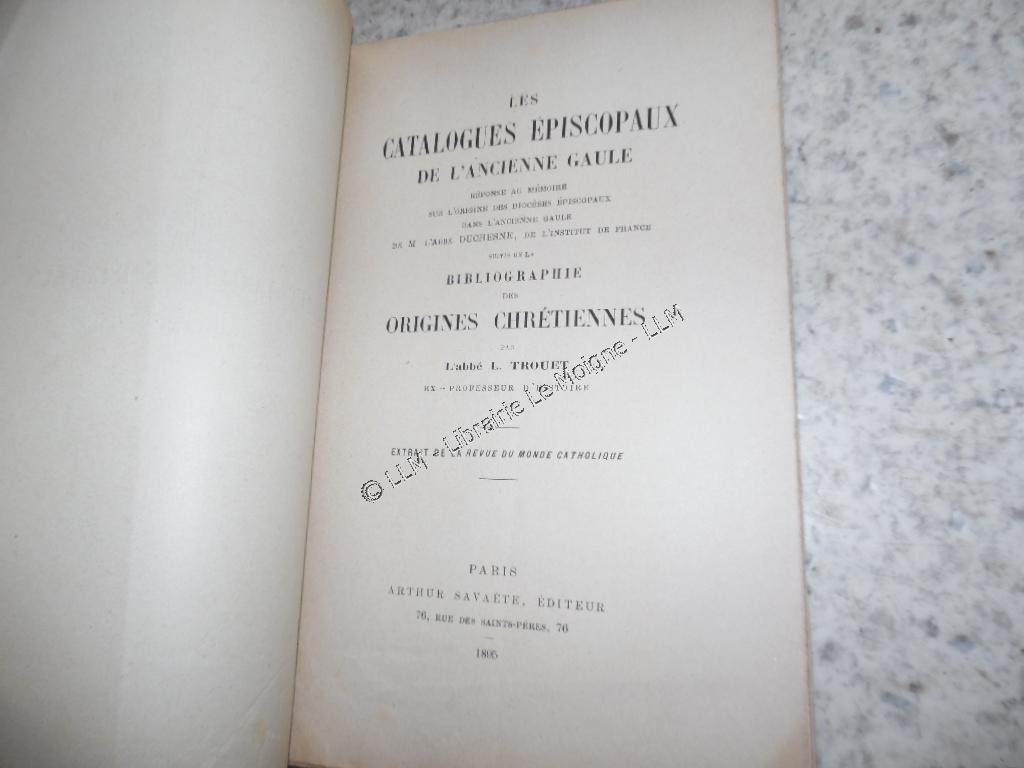 LES
CATALOGUES ÉPISCOPAUX
DE L'ANCIENNE GAULE
RÉPONSE AU MÉMOIRE
SUR L'ORIGINE DES DIOCÈSES ÉPISCOPAUX
DANS L'ANCIENNE GAULE
DE M L'ABBÉ DUCHESNE, DE L'INSTITUT DE FRANCE
SUIVIE DE LA
BIBLIOGRAPHIE
DES
ORIGINES CHRÉTIENNES
PAR
L'abbé L. TROUET
EX-PROFESSEUR D'HISTOIRE
EXTRAIT DE LA REVUE DU MONDE CATHOLIQUE
© LLM - Librairie Le Moigne - LLM
PARIS
ARTHUR SAVAÈTE, ÉDITEUR
76, RUE DES SAINTS-PÈRES, 76
1895